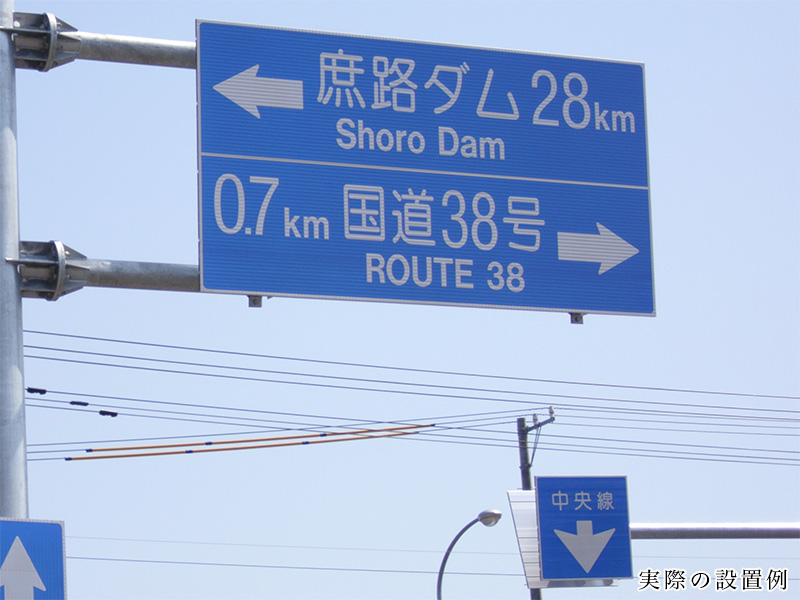 庶路ダム 28km
Shoro Dam
0.7km 国道38号
ROUTE 38
中央線
実際の設置例